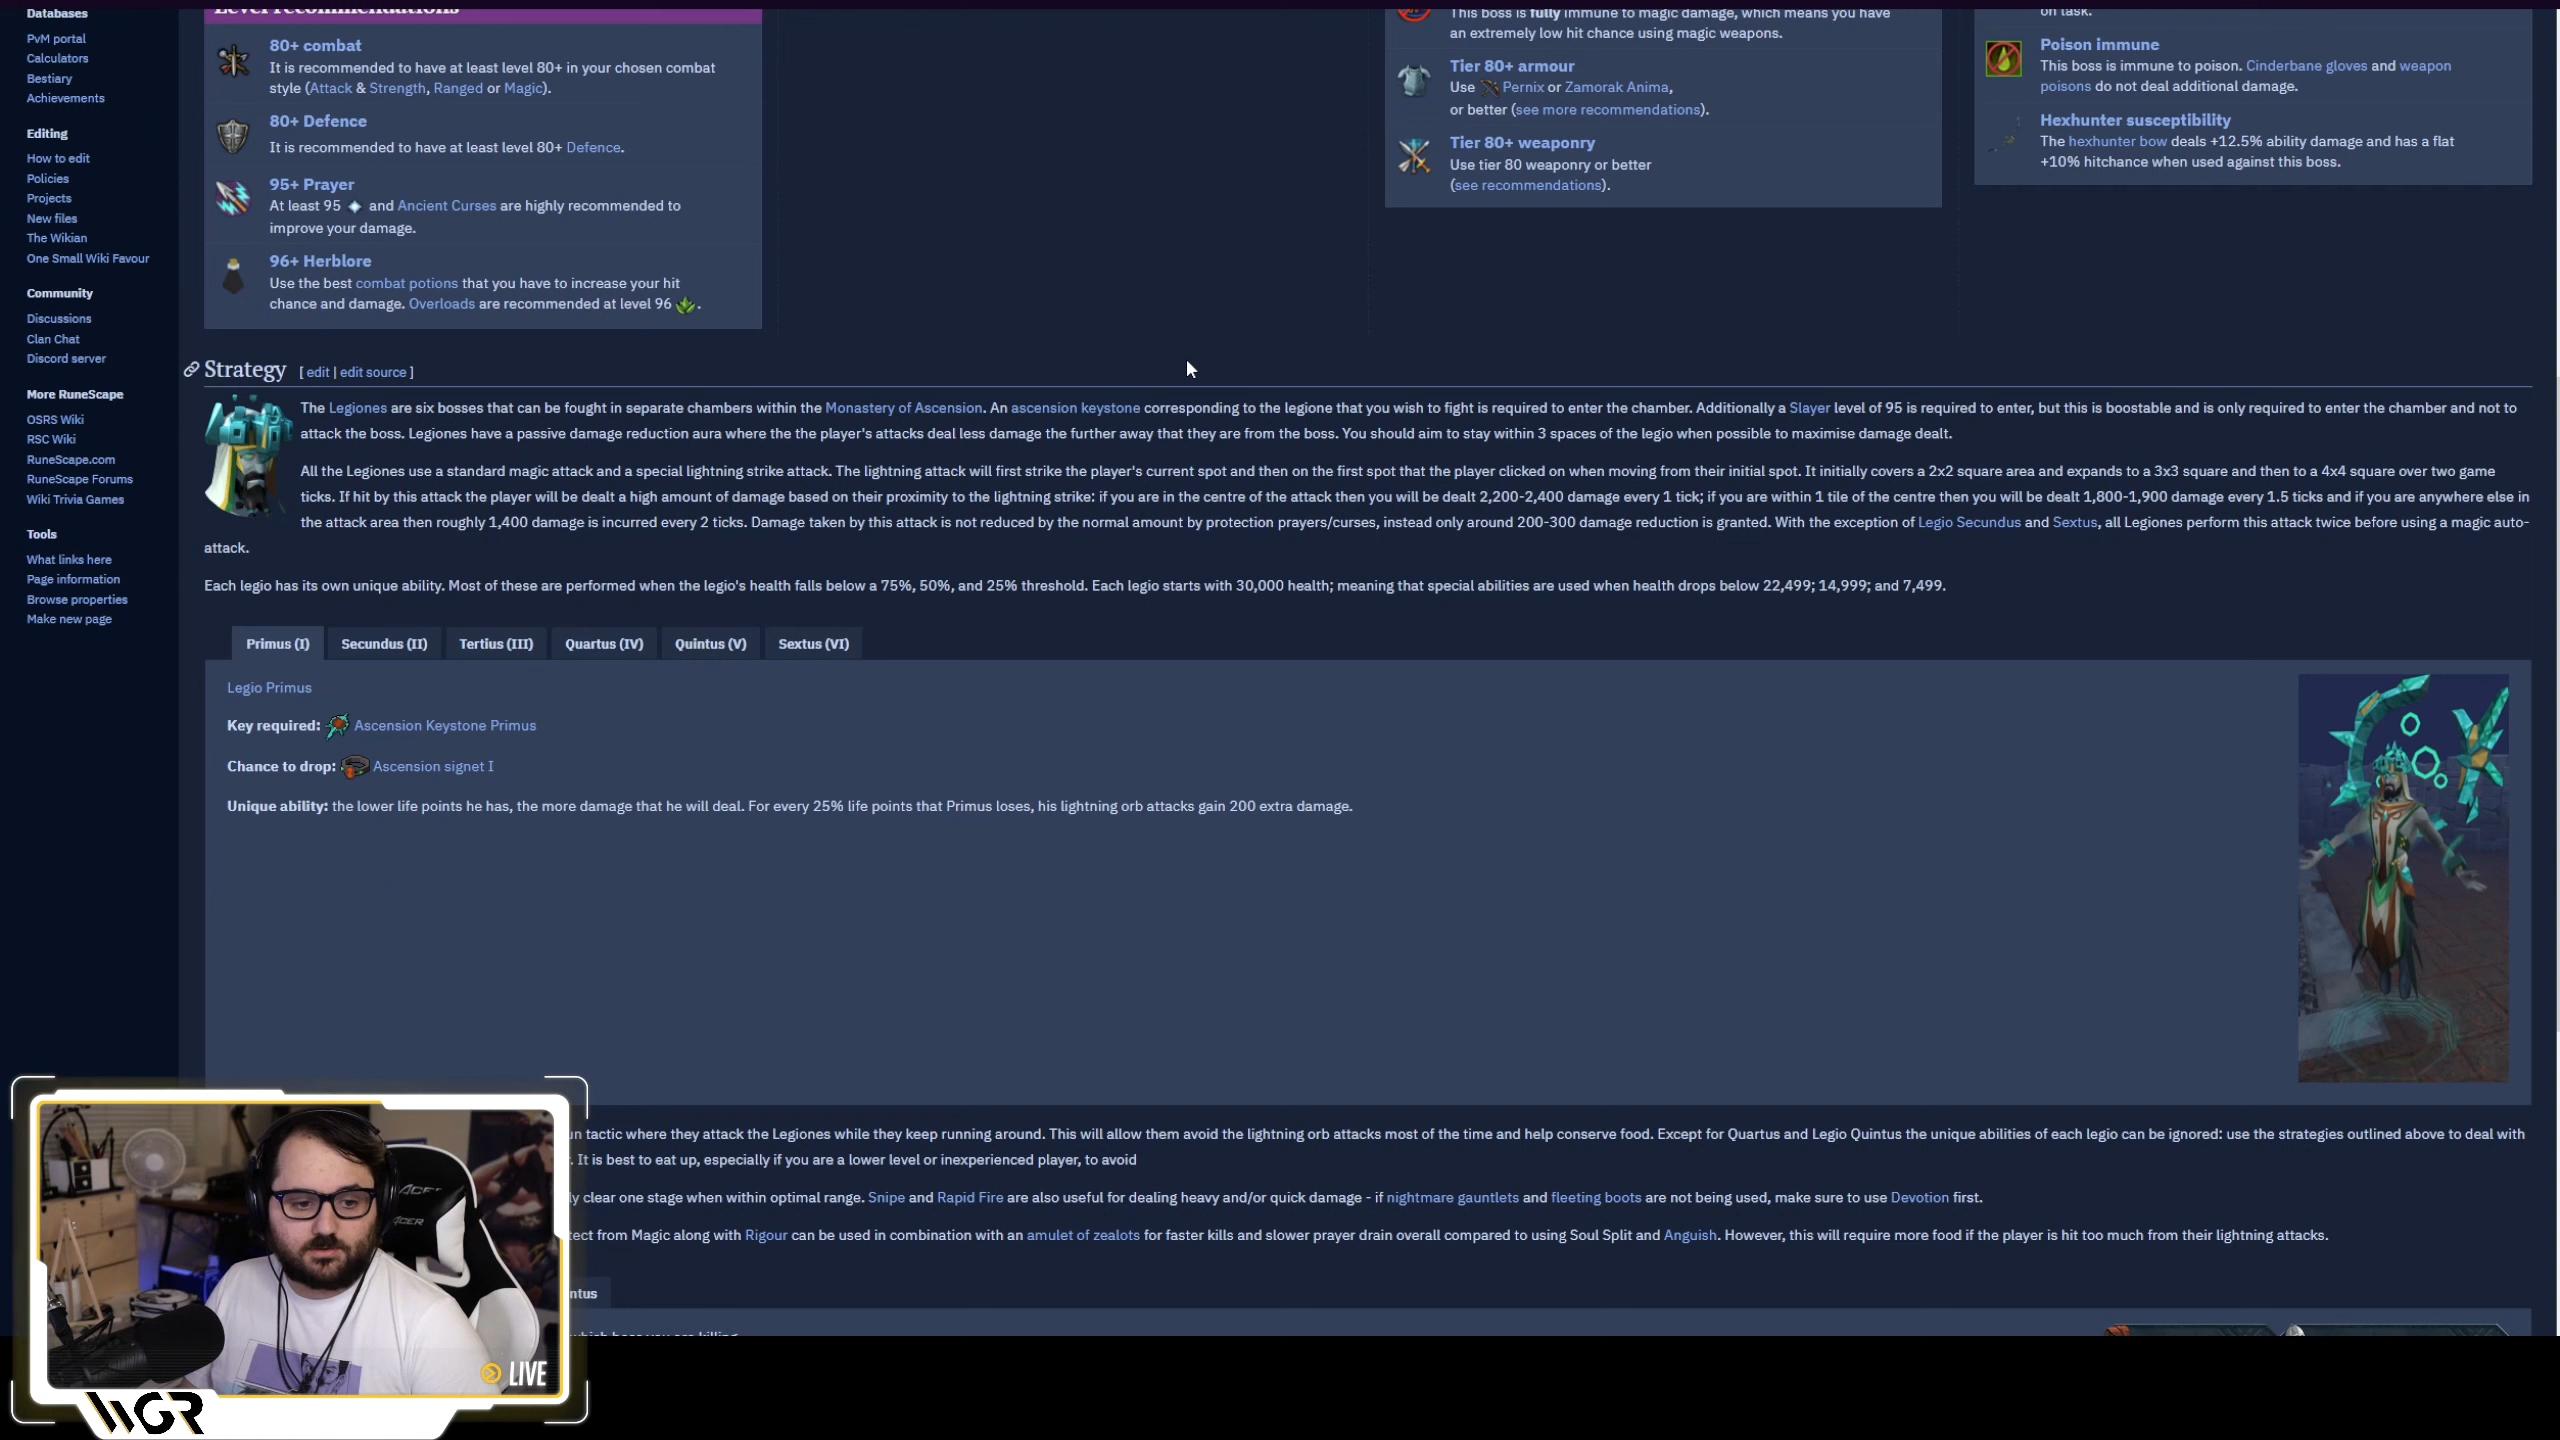 Databases
PvM portal
Calculators
Bestiary
Achievements
Editing
How to edit
Policies
Projects
New files
The Wikian
One Small Wiki Favour
Community
Discussions
Clan Chat
Discord server
More RuneScape
OSRS Wiki
RSC Wiki
RuneScape.com
RuneScape Forums
Wiki Trivia Games
Tools
What links here
Page information
Browse properties
Make new page
Level recommendations
80+ combat
It is recommended to have at least level 80+ in your chosen combat
style (Attack & Strength, Ranged or Magic).
80+ Defence
It is recommended to have at least level 80+ Defence.
95+ Prayer
At least 95 and Ancient Curses are highly recommended to
improve your damage.
96+ Herblore
Use the best combat potions that you have to increase your hit
chance and damage. Overloads are recommended at level 96 .
This boss is fully immune to magic damage, which means you have
an extremely low hit chance using magic weapons.
Tier 80+ armour
Use Pernix or Zamorak Anima,
or better (see more recommendations).
Tier 80+ weaponry
Use tier 80 weaponry or better
(see recommendations).
on task.
Poison immune
This boss is immune to poison. Cinderbane gloves and weapon
poisons do not deal additional damage.
Hexhunter susceptibility
The hexhunter bow deals +12.5% ability damage and has a flat
+10% hitchance when used against this boss.
Strategy [ edit | edit source ]
The Legiones are six bosses that can be fought in separate chambers within the Monastery of Ascension. An ascension keystone corresponding to the legione that you wish to fight is required to enter the chamber. Additionally a Slayer level of 95 is required to enter, but this is boostable and is only required to enter the chamber and not to
attack the boss. Legiones have a passive damage reduction aura where the the player's attacks deal less damage the further away that they are from the boss. You should aim to stay within 3 spaces of the legio when possible to maximise damage dealt.
All the Legiones use a standard magic attack and a special lightning strike attack. The lightning attack will first strike the player's current spot and then on the first spot that the player clicked on when moving from their initial spot. It initially covers a 2x2 square area and expands to a 3x3 square and then to a 4x4 square over two game
ticks. If hit by this attack the player will be dealt a high amount of damage based on their proximity to the lightning strike: if you are in the centre of the attack then you will be dealt 2,200-2,400 damage every 1 tick; if you are within 1 tile of the centre then you will be dealt 1,800-1,900 damage every 1.5 ticks and if you are anywhere else in
the attack area then roughly 1,400 damage is incurred every 2 ticks. Damage taken by this attack is not reduced by the normal amount by protection prayers/curses, instead only around 200-300 damage reduction is granted. With the exception of Legio Secundus and Sextus, all Legiones perform this attack twice before using a magic auto-
attack.
Each legio has its own unique ability. Most of these are performed when the legio's health falls below a 75%, 50%, and 25% threshold. Each legio starts with 30,000 health; meaning that special abilities are used when health drops below 22,499; 14,999; and 7,499.
Primus (I) Secundus (II) Tertius (III) Quartus (IV) Quintus (V) Sextus (VI)
Legio Primus
Key required: Ascension Keystone Primus
Chance to drop: Ascension signet I
Unique ability: the lower life points he has, the more damage that he will deal. For every 25% life points that Primus loses, his lightning orb attacks gain 200 extra damage.
un tactic where they attack the Legiones while they keep running around. This will allow them avoid the lightning orb attacks most of the time and help conserve food. Except for Quartus and Legio Quintus the unique abilities of each legio can be ignored: use the strategies outlined above to deal with
. It is best to eat up, especially if you are a lower level or inexperienced player, to avoid
ly clear one stage when within optimal range. Snipe and Rapid Fire are also useful for dealing heavy and/or quick damage - if nightmare gauntlets and fleeting boots are not being used, make sure to use Devotion first.
tect from Magic along with Rigour can be used in combination with an amulet of zealots for faster kills and slower prayer drain overall compared to using Soul Split and Anguish. However, this will require more food if the player is hit too much from their lightning attacks.
ntus
which boss you are killing
ACER
ACER
LIVE
WGR